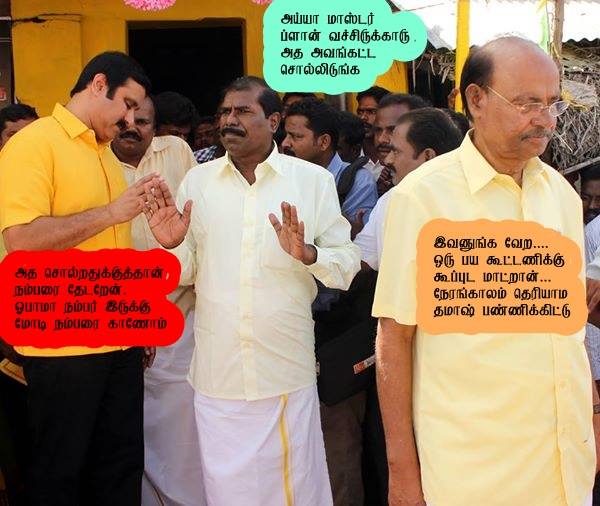 அய்யா மாஸ்டர்
ப்ளான் வச்சிருக்காரு.
அத அவங்கட்ட
சொல்லிடுங்க
அத சொல்றதுக்குத்தான்,
நம்பரை தேடறேன்.
ஒபாமா நம்பர் இருக்கு
மோடி நம்பரை காணோம்
இவனுங்க வேற....
ஒரு பய கூட்டணிக்கு
கூப்புட மாட்றான்...
நேரங்காலம் தெரியாம
தமாஷ் பண்ணிக்கிட்டு